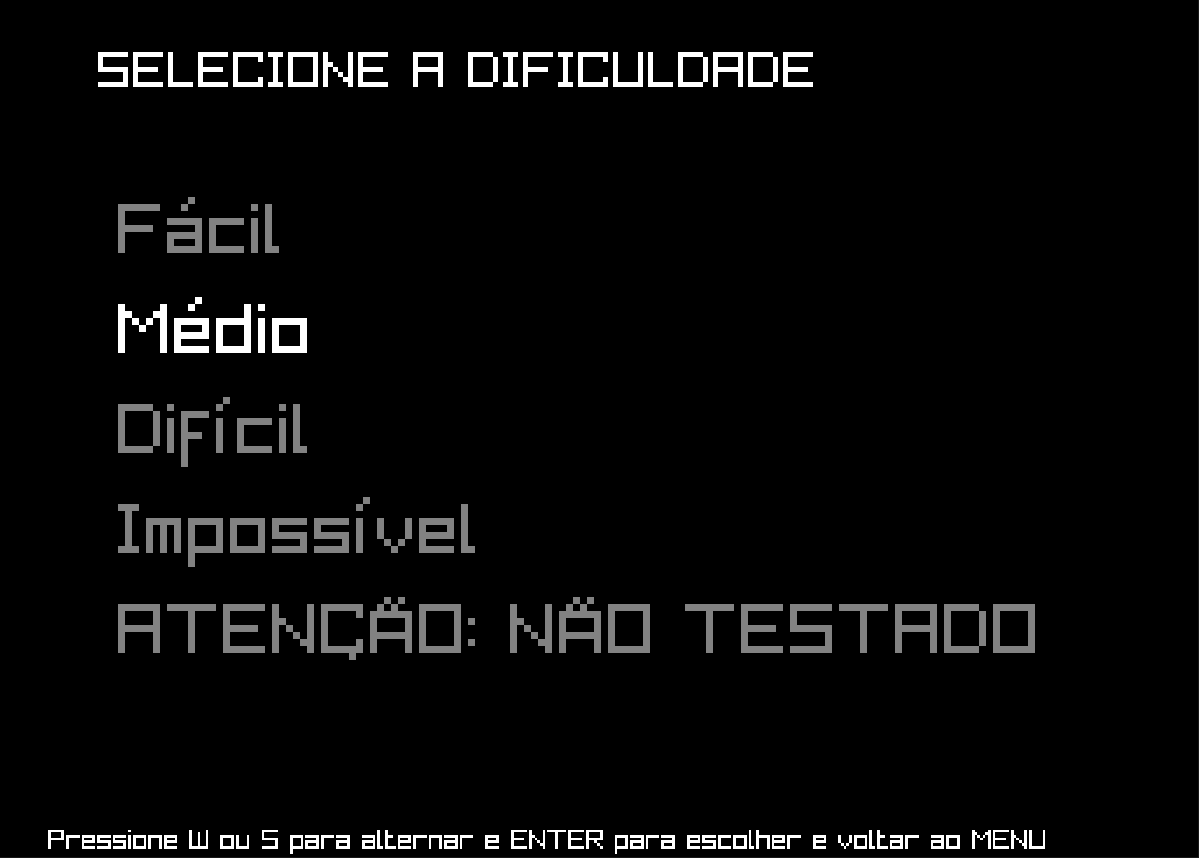 SELECIONE A DIFICULDADE
Fácil
Médio
Difícil
Impossível
ATENÇÃO: NÃO TESTADO
Pressione W ou S para alternar e ENTER para escolher e voltar ao MENU